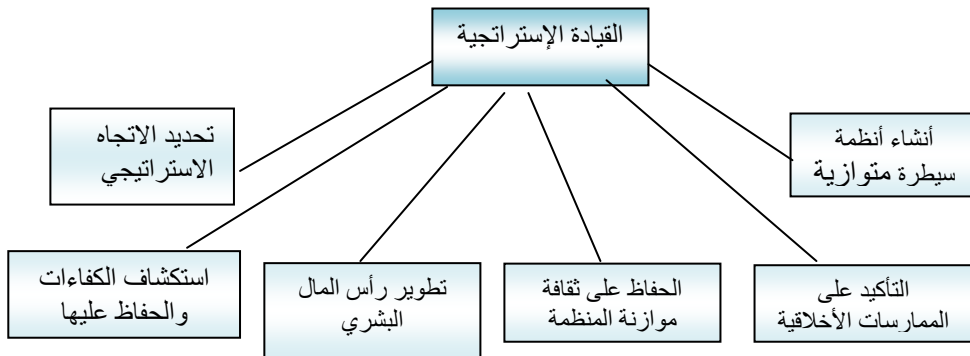 القيادة الإستراتجية
أنشاء أنظمة
سيطرة متوازية
تحديد الاتجاه
الاستراتيجي
التأكيد على
الممارسات الأخلاقية
الحفاظ على ثقافة
موازنة المنظمة
تطوير رأس المال
البشري
استكشاف الكفاءات
والحفاظ عليها